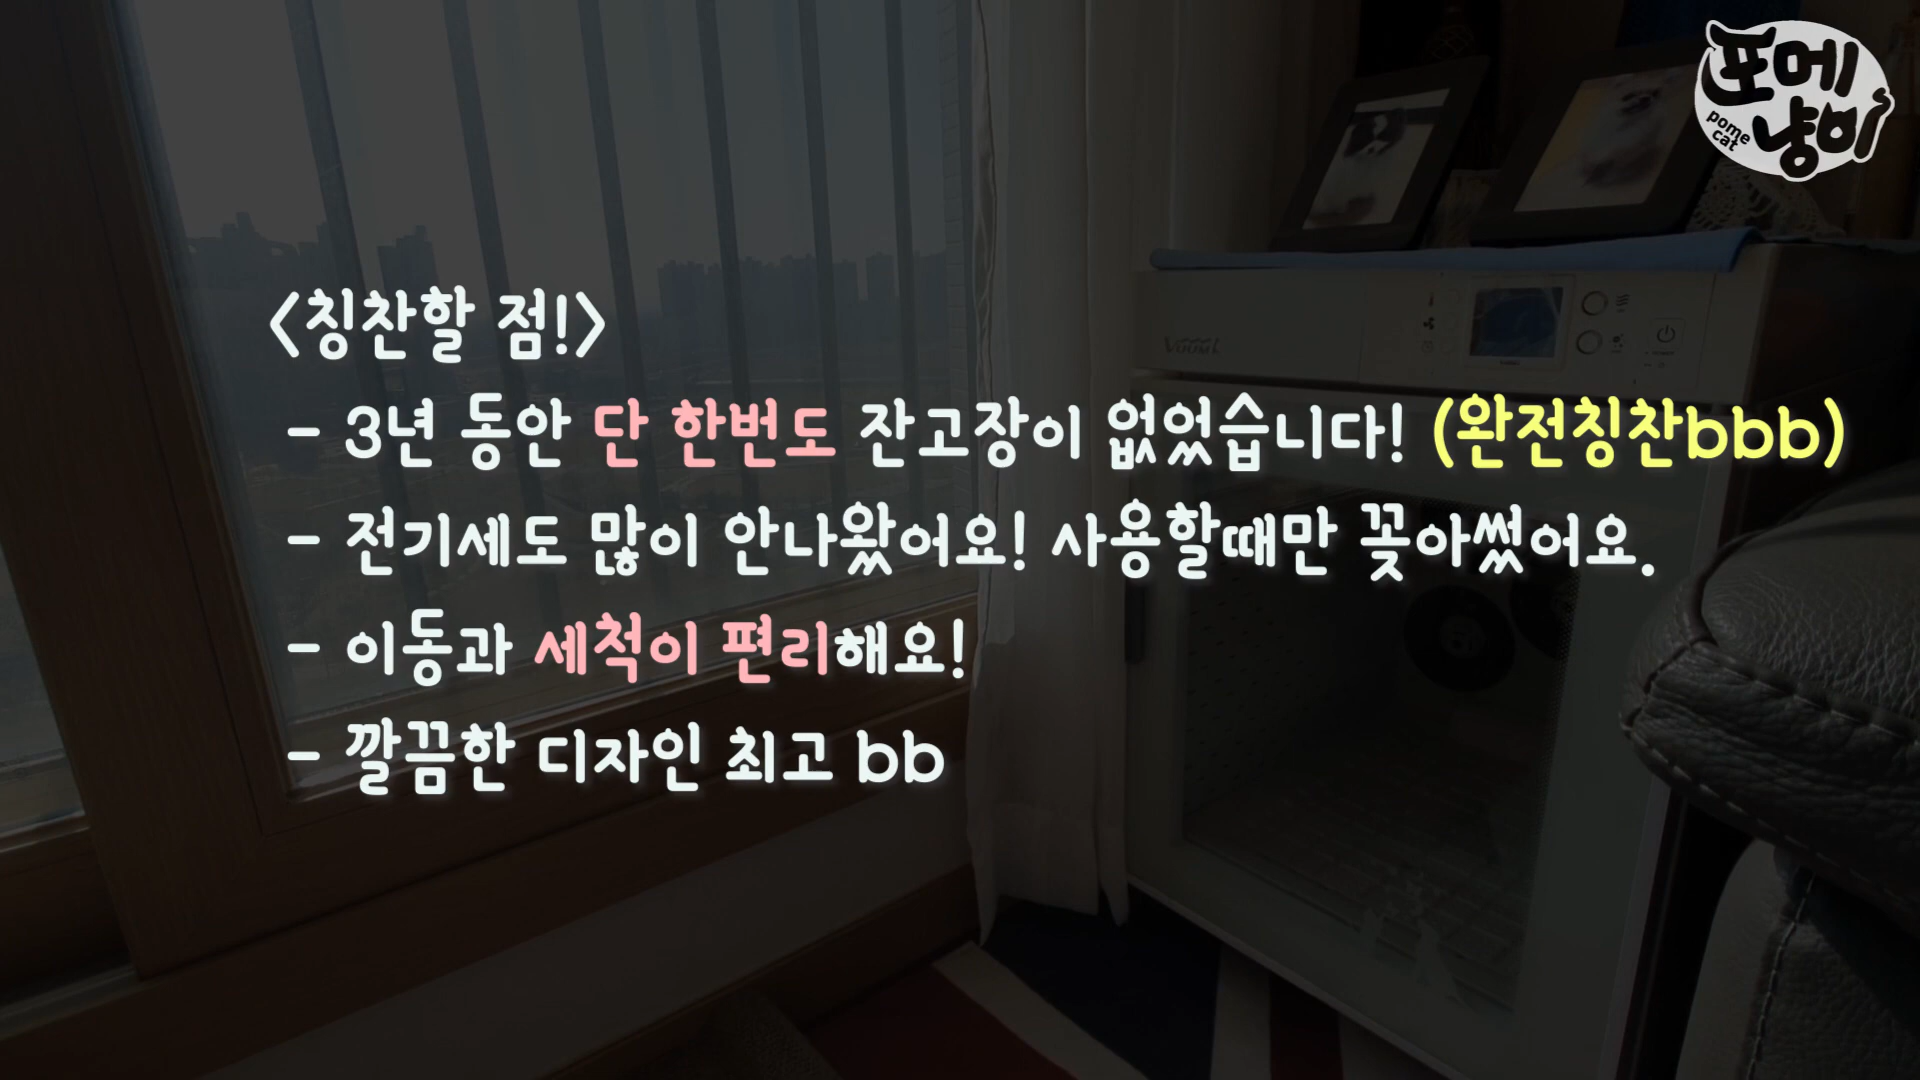 포메
냥이
pome
cat
<칭찬할 점!>
- 3년 동안 단 한번도 잔고장이 없었습니다! (완전칭찬bbb)
- 전기세도 많이 안나왔어요! 사용할때만 꽂아썼어요.
- 이동과 세척이 편리해요!
- 깔끔한 디자인 최고 bb